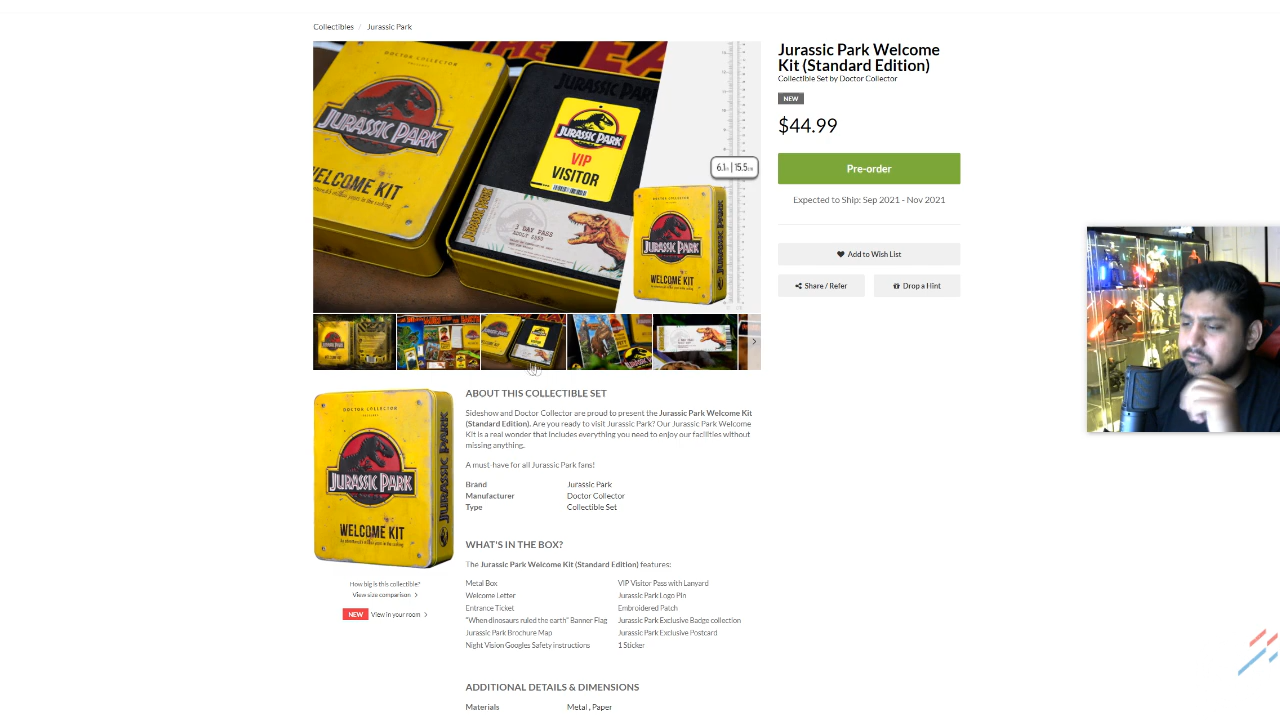 Collectibles / Jurassic Park
DOCTOR COLLECTOR
JURASSIC PARK
WELCOME KIT
JURASSIC PARK
VIP
VISITOR
JURASSIC PARK
3 DAY PASS
6.1in | 15.5cm
JURASSIC PARK
WELCOME KIT
Jurassic Park Welcome
Kit (Standard Edition)
Collectible Set by Doctor Collector
NEW
$44.99
Pre-order
Expected to Ship: Sep 2021 - Nov 2021
Add to Wish List
Share / Refer
Drop a Hint
DOCTOR COLLECTOR
JURASSIC PARK
WELCOME KIT
JURASSIC PARK
How big is this collectible?
View size comparison
NEW View in your room
ABOUT THIS COLLECTIBLE SET
Sideshow and Doctor Collector are proud to present the Jurassic Park Welcome Kit
(Standard Edition). Are you ready to visit Jurassic Park? Our Jurassic Park Welcome
Kit is a real wonder that includes everything you need to enjoy our facilities without
missing anything.
A must-have for all Jurassic Park fans!
Brand Jurassic Park
Manufacturer Doctor Collector
Type Collectible Set
WHAT'S IN THE BOX?
The Jurassic Park Welcome Kit (Standard Edition) features:
Metal Box
Welcome Letter
Entrance Ticket
"When dinosaurs ruled the earth" Banner Flag
Jurassic Park Brochure Map
Night Vision Googles Safety instructions
VIP Visitor Pass with Lanyard
Jurassic Park Logo Pin
Embroidered Patch
Jurassic Park Exclusive Badge collection
Jurassic Park Exclusive Postcard
1 Sticker
ADDITIONAL DETAILS & DIMENSIONS
Materials Metal , Paper